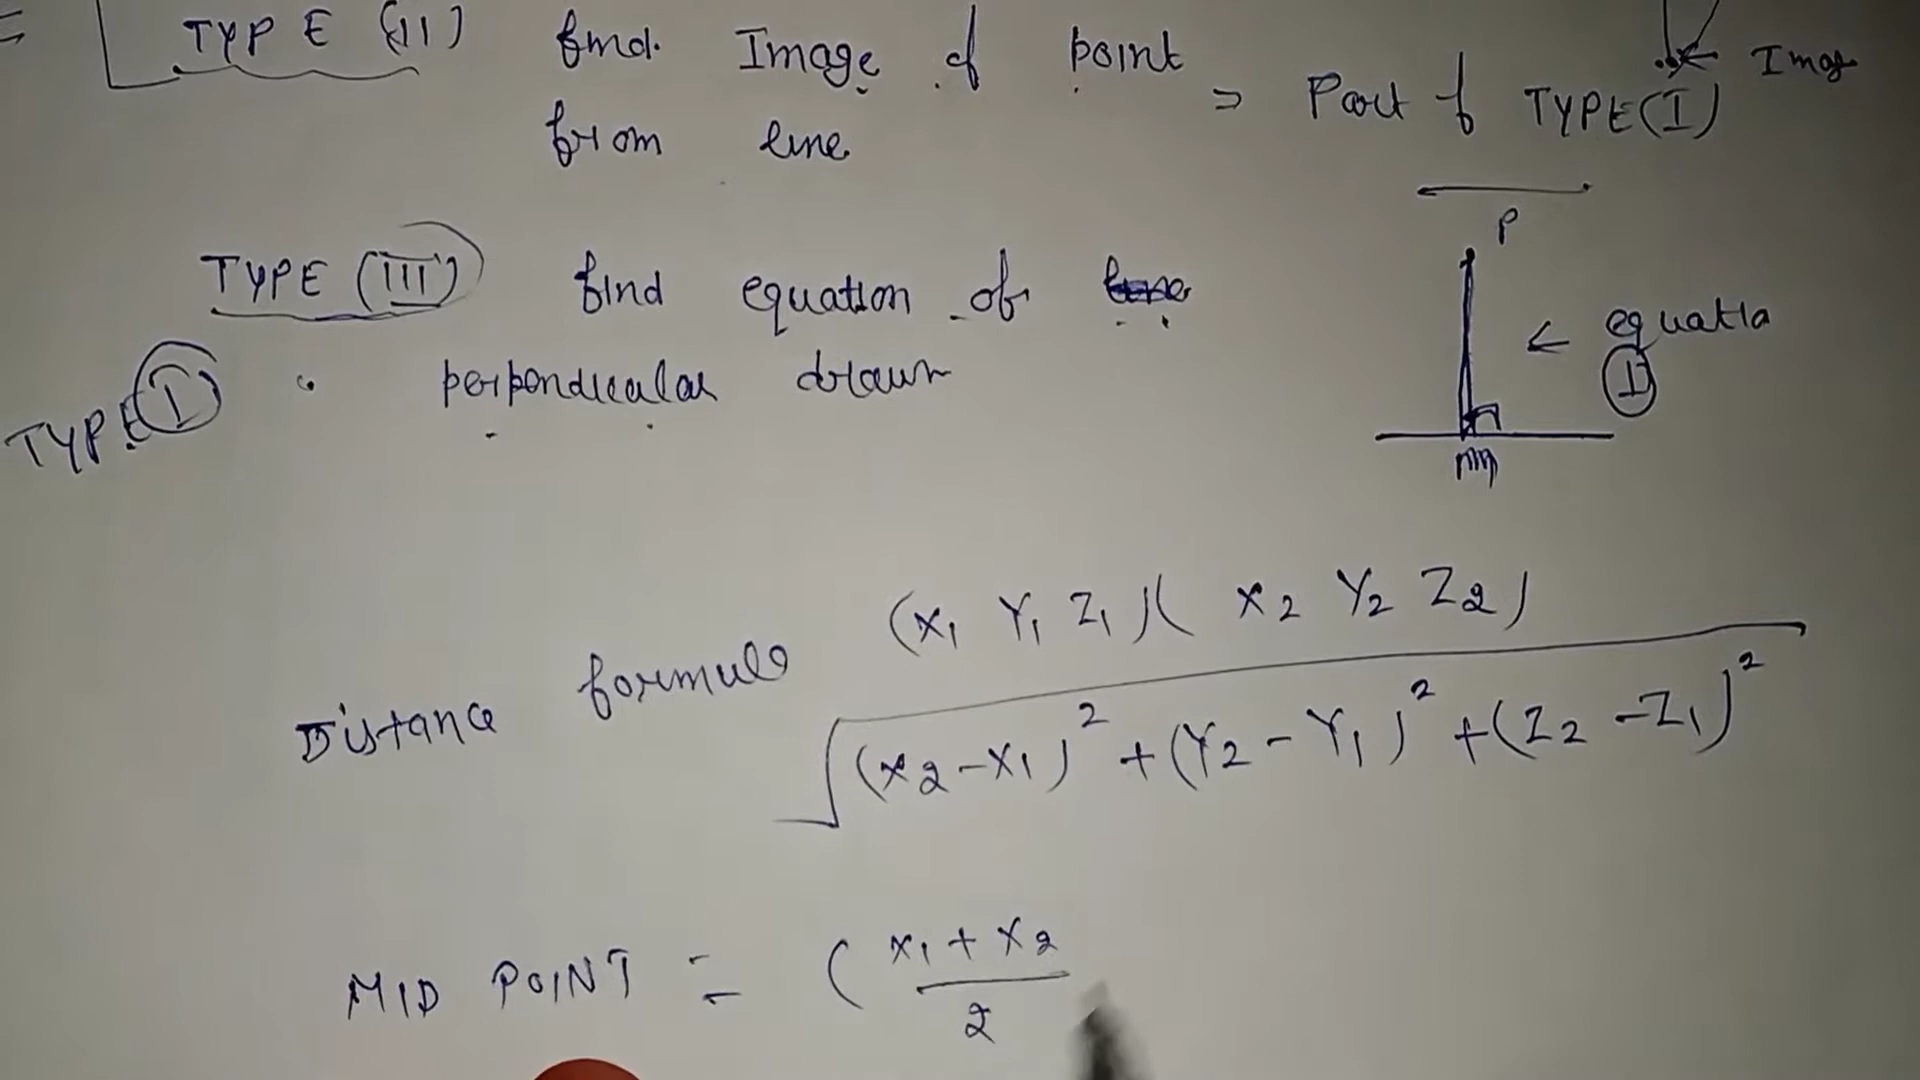 TYPE (II) find Image of point
from line
= Part of TYPE(I)
Imag
TYPE (III) find equation of
perpendicular drawn
TYPE (I)
P
← equatio
(I)
M
(X1 Y1 Z1)( X2 Y2 Z2)
Distance formula √(X2-X1)² + (Y2-Y1)² + (Z2-Z1)²
MID POINT = ( X1 + X2
2